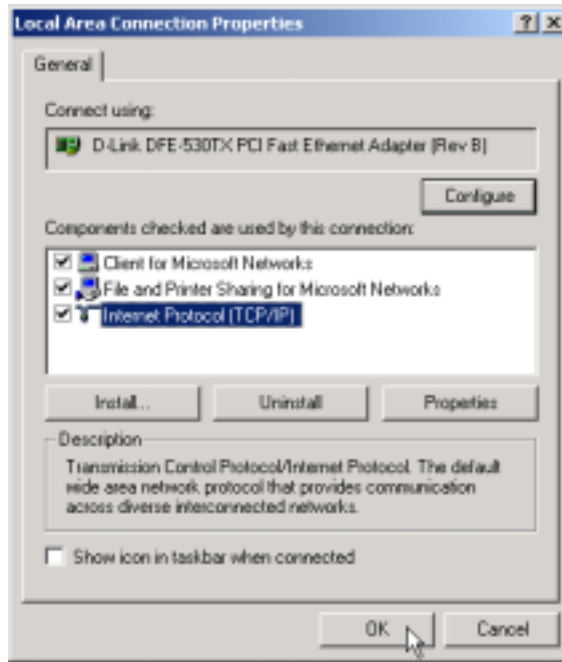 Local Area Connection Properties
General
Connect using:
D-Link DFE-530TX PCI Fast Ethernet Adapter (Rev B)
Configure
Components checked are used by this connection:
Client for Microsoft Networks
File and Printer Sharing for Microsoft Networks
Internet Protocol (TCP/IP)
Install... Uninstall Properties
Description
Transmission Control Protocol/Internet Protocol. The default
wide area network protocol that provides communication
across diverse interconnected networks.
Show icon in taskbar when connected
OK Cancel